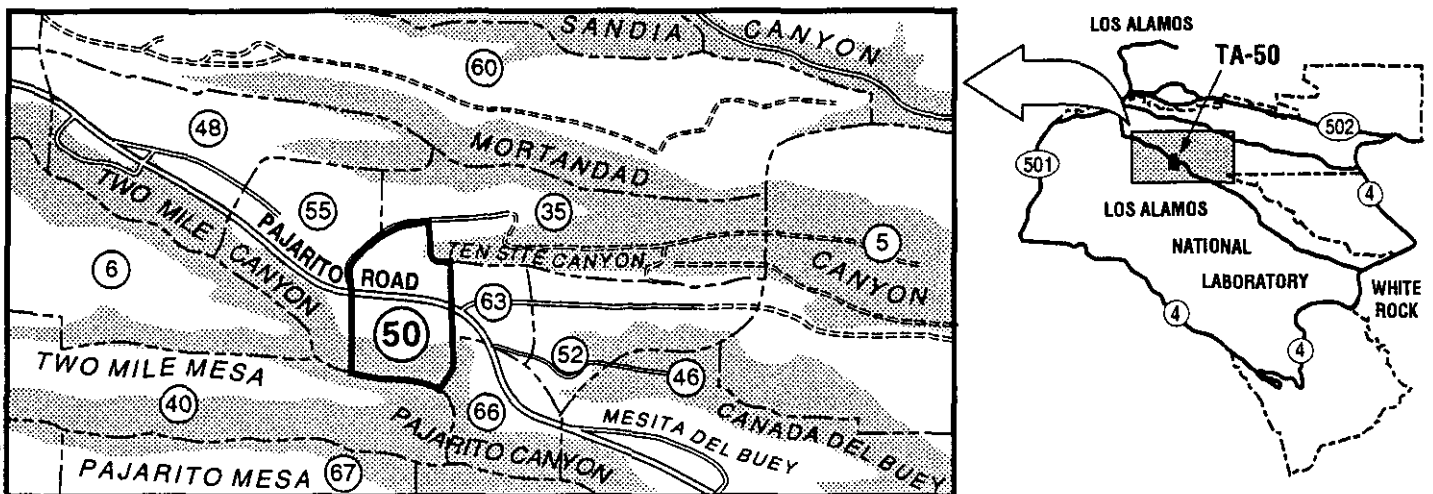 SANDIA CANYON
60
48
MORTANDAD CANYON
TWO MILE CANYON
55
35
5
PAJARITO ROAD
TEN SITE CANYON
6
63
50
52
46
TWO MILE MESA
40
66
MESITA DEL BUEY
CANADA DEL BUEY
PAJARITO CANYON
PAJARITO MESA
67
LOS ALAMOS
TA-50
502
501
4
LOS ALAMOS
NATIONAL
LABORATORY
WHITE
ROCK
4
4